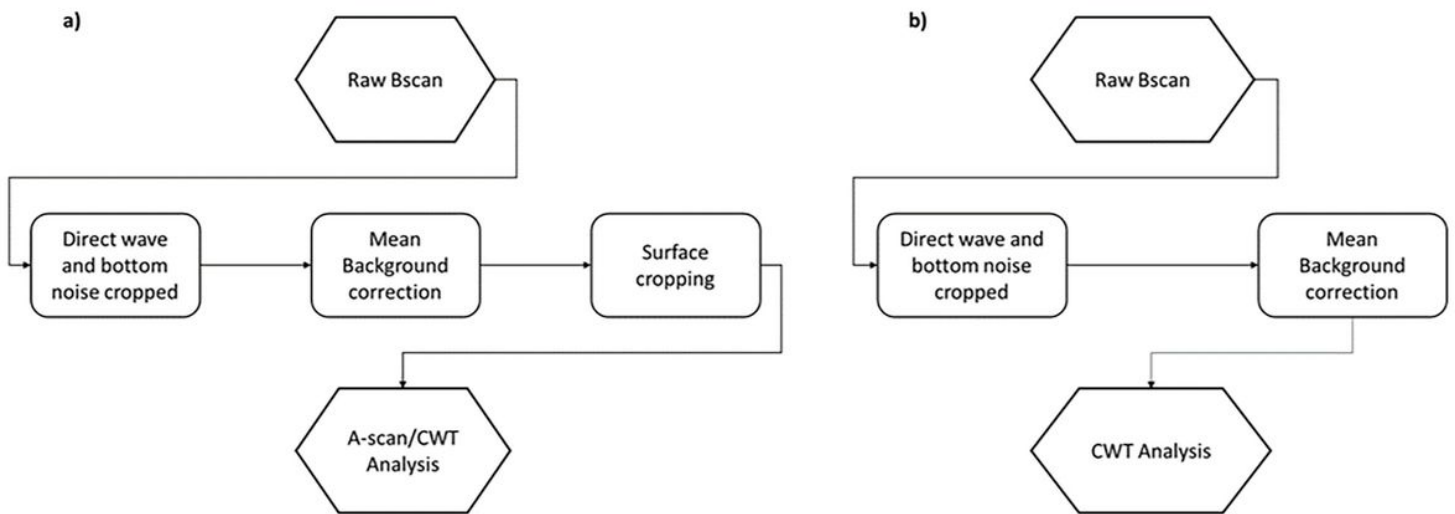 a)
Raw Bscan
Direct wave
and bottom
noise cropped
Mean
Background
correction
Surface
cropping
A-scan/CWT
Analysis
b)
Raw Bscan
Direct wave and
bottom noise
cropped
Mean
Background
correction
CWT Analysis